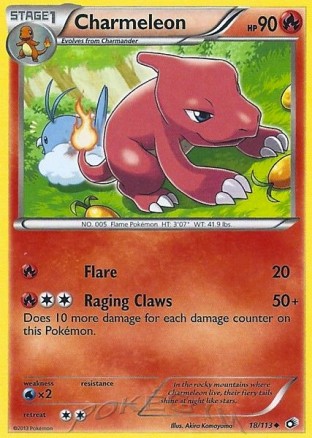 STAGE1
Charmeleon
HP 90
Evolves from Charmander
NO. 005 Flame Pokémon HT: 3'07" WT: 41.9 lbs.
Flare 20
Raging Claws 50+
Does 10 more damage for each damage counter on
this Pokémon.
weakness resistance
×2
retreat
In the rocky mountains where
Charmeleon live, their fiery tails
shine at night like stars.
©2013 Pokémon
Illus. Akira Komayama
18/113